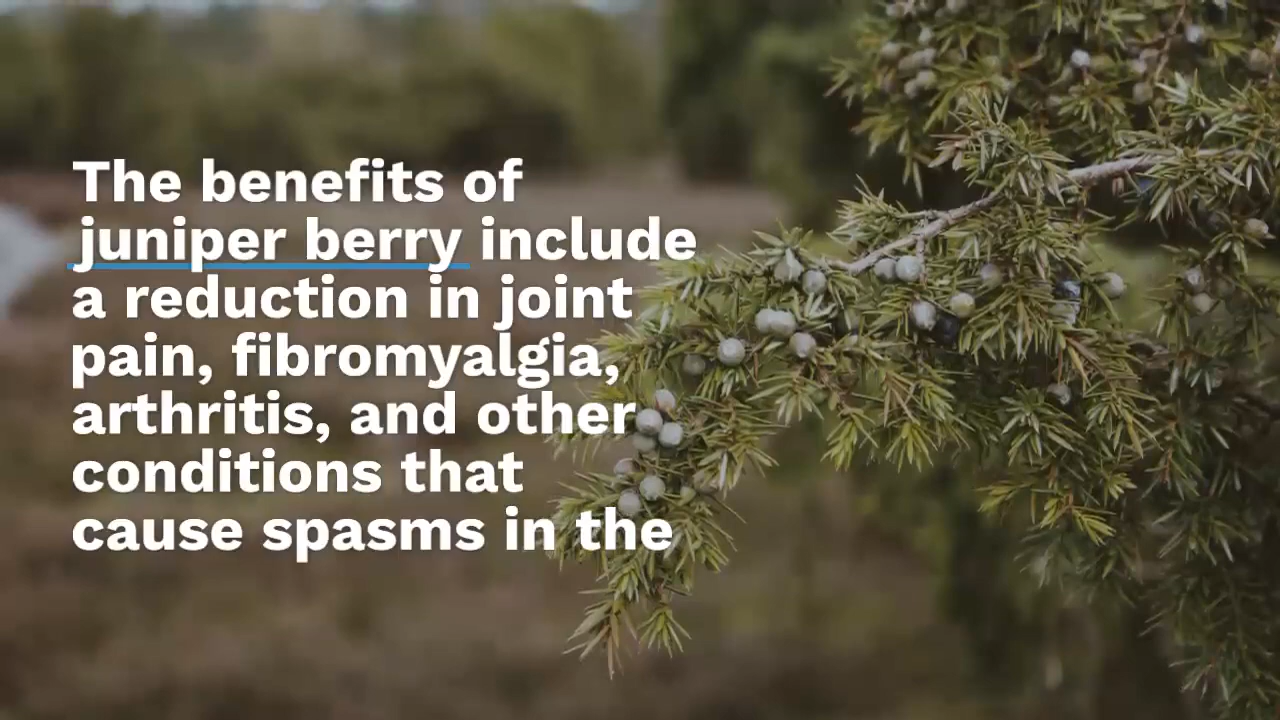 The benefits of
juniper berry include
a reduction in joint
pain, fibromyalgia,
arthritis, and other
conditions that
cause spasms in the